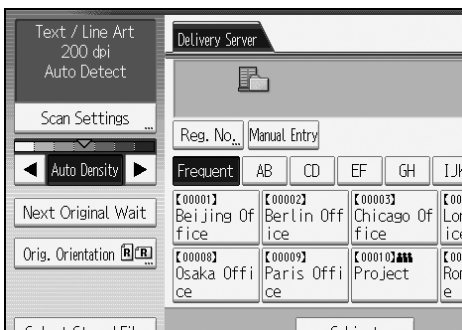 Text / Line Art
200 dpi
Auto Detect
Scan Settings
Auto Density
Next Original Wait
Orig. Orientation
Delivery Server
Reg. No. Manual Entry
Frequent AB CD EF GH
【00001】 【00002】 【00003】
Beijing Of Berlin Off Chicago Of
fice ice fice
【00008】 【00009】 【00010】
Osaka Offi Paris Offi Project
ce ce